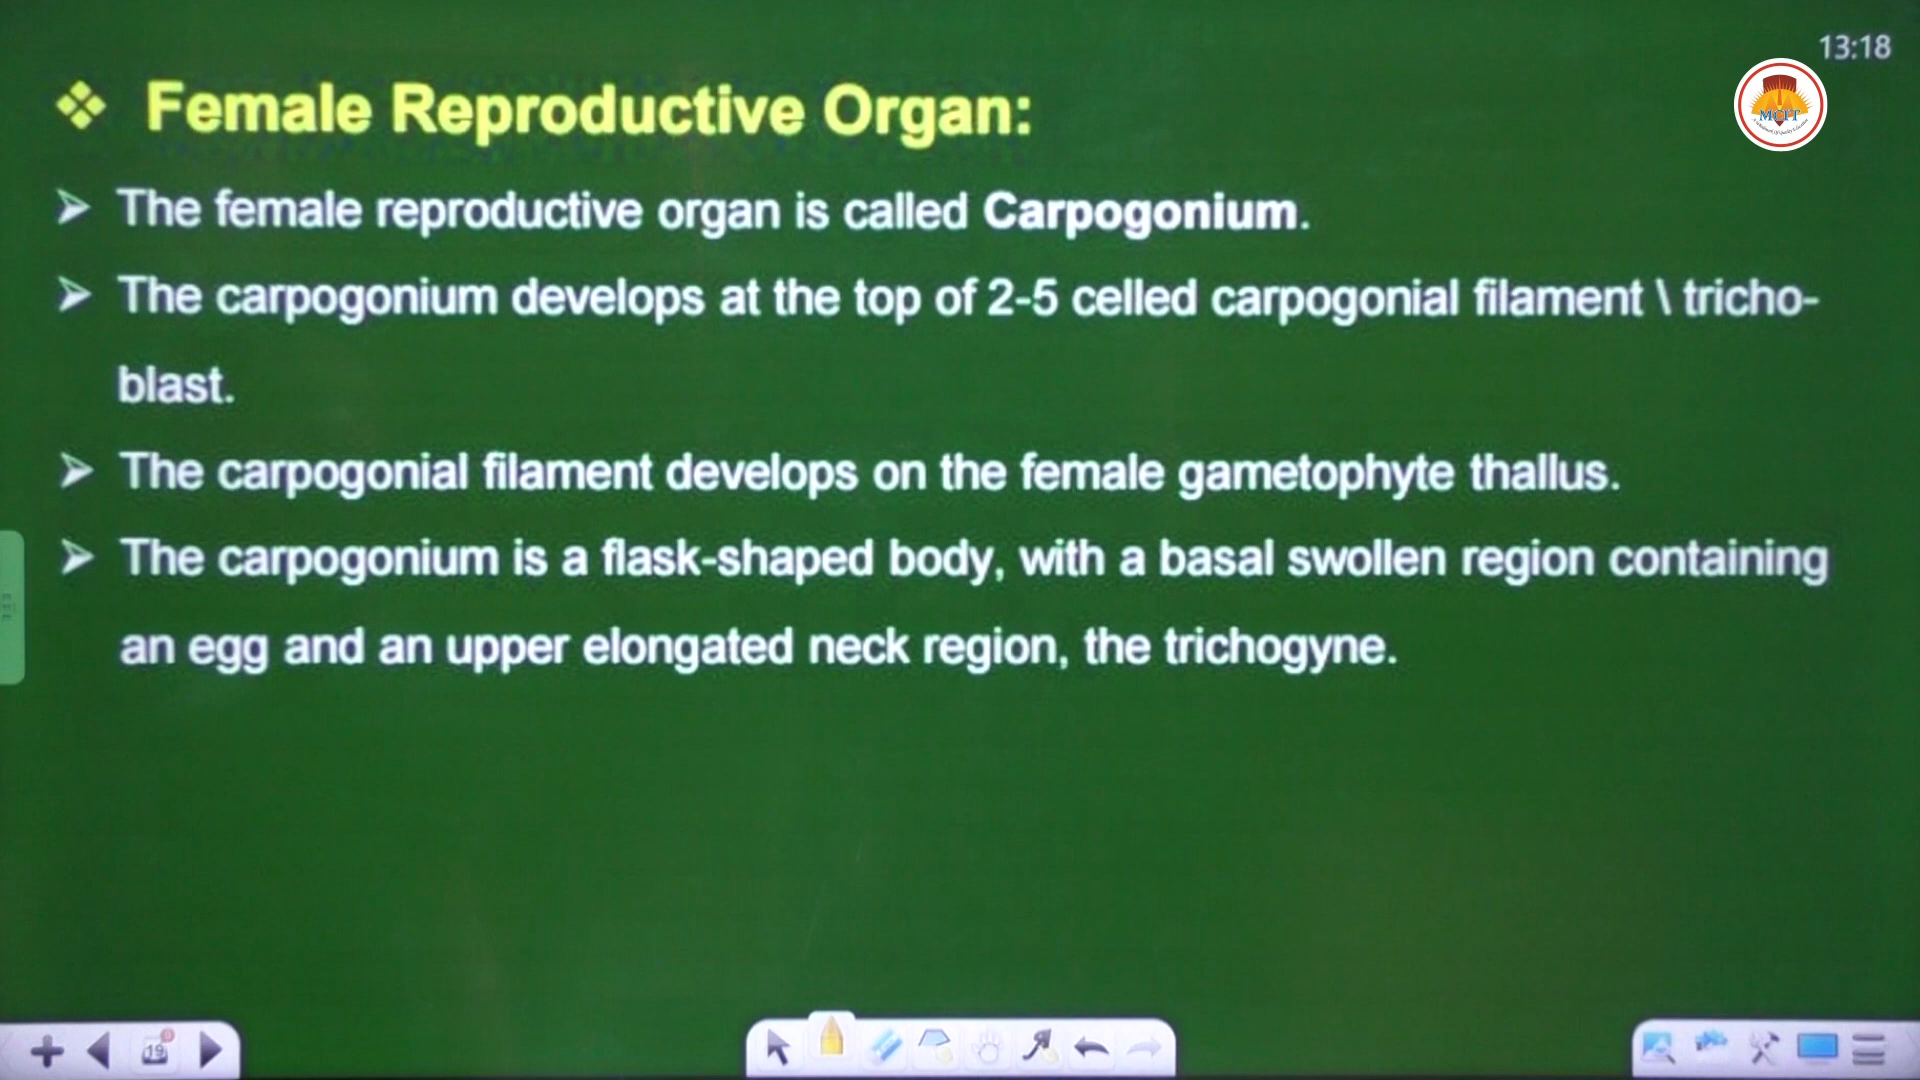 13:18
MCIT
Female Reproductive Organ:
The female reproductive organ is called Carpogonium.
The carpogonium develops at the top of 2-5 celled carpogonial filament \ tricho-
blast.
The carpogonial filament develops on the female gametophyte thallus.
The carpogonium is a flask-shaped body, with a basal swollen region containing
an egg and an upper elongated neck region, the trichogyne.
19